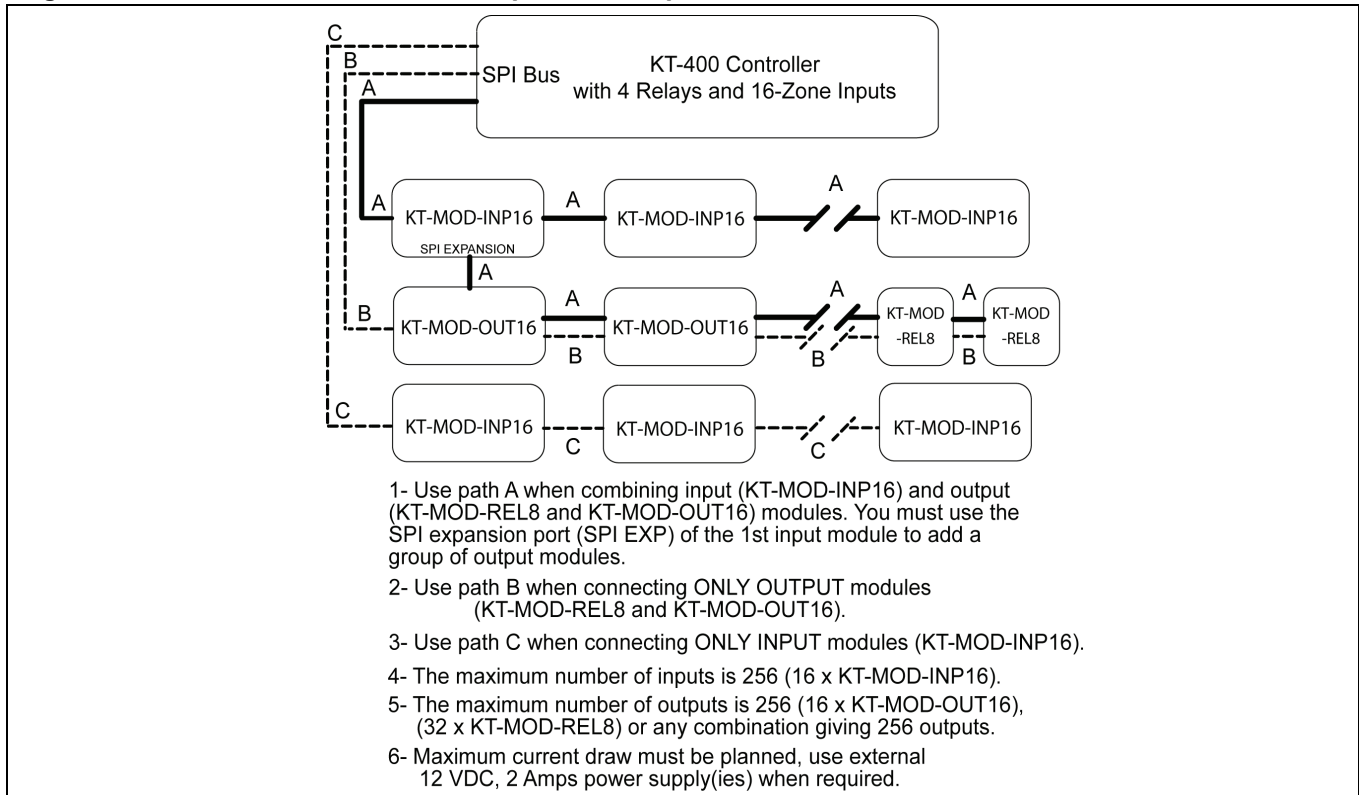 C
B
A
SPI Bus
KT-400 Controller
with 4 Relays and 16-Zone Inputs
A
KT-MOD-INP16
SPI EXPANSION
A
KT-MOD-INP16
A
KT-MOD-INP16
A
B
KT-MOD-OUT16
A
B
KT-MOD-OUT16
A
B
KT-MOD
-REL8
A
B
KT-MOD
-REL8
C
KT-MOD-INP16
C
KT-MOD-INP16
C
KT-MOD-INP16
1- Use path A when combining input (KT-MOD-INP16) and output
(KT-MOD-REL8 and KT-MOD-OUT16) modules. You must use the
SPI expansion port (SPI EXP) of the 1st input module to add a
group of output modules.
2- Use path B when connecting ONLY OUTPUT modules
(KT-MOD-REL8 and KT-MOD-OUT16).
3- Use path C when connecting ONLY INPUT modules (KT-MOD-INP16).
4- The maximum number of inputs is 256 (16 x KT-MOD-INP16).
5- The maximum number of outputs is 256 (16 x KT-MOD-OUT16),
(32 x KT-MOD-REL8) or any combination giving 256 outputs.
6- Maximum current draw must be planned, use external
12 VDC, 2 Amps power supply(ies) when required.